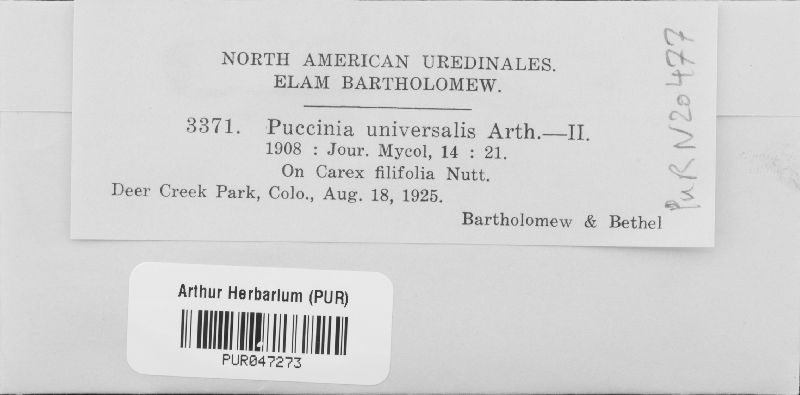 NORTH AMERICAN UREDINALES.
ELAM BARTHOLOMEW.
3371. Puccinia universalis Arth.—II.
1908 : Jour. Mycol, 14 : 21.
On Carex filifolia Nutt.
Deer Creek Park, Colo., Aug. 18, 1925.
Bartholomew & Bethel
PUR N20477
Arthur Herbarium (PUR)
PUR047273